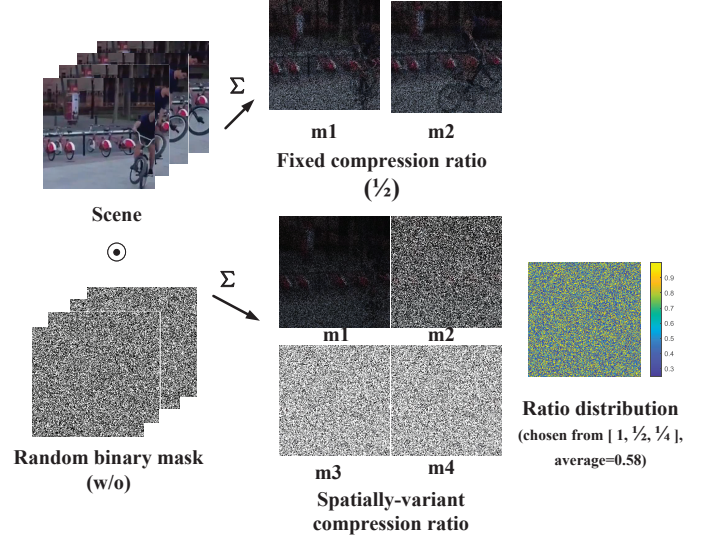 Σ
m1
m2
Fixed compression ratio
(½)
Scene
⊙
Σ
m1
m2
0.9
0.8
0.7
0.6
0.5
0.4
0.3
Ratio distribution
(chosen from [ 1, ½, ¼ ],
average=0.58)
Random binary mask
(w/o)
m3
m4
Spatially-variant
compression ratio